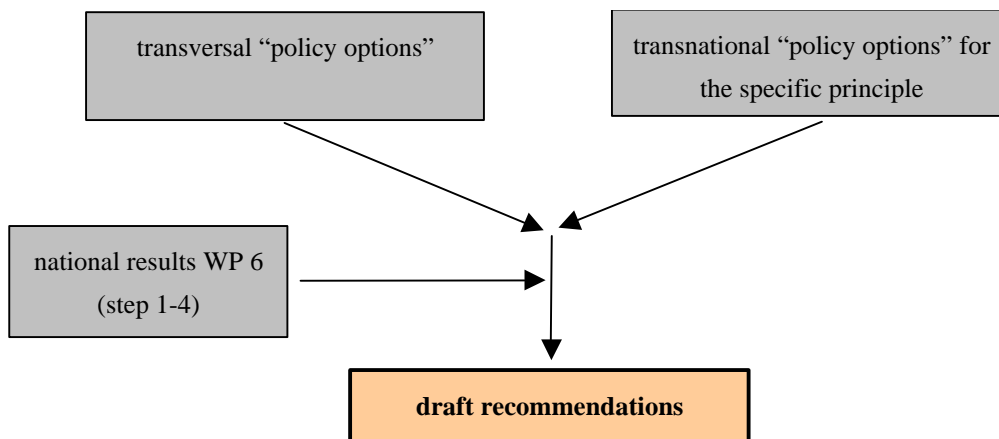 transversal “policy options”
transnational “policy options” for
the specific principle
national results WP 6
(step 1-4)
draft recommendations